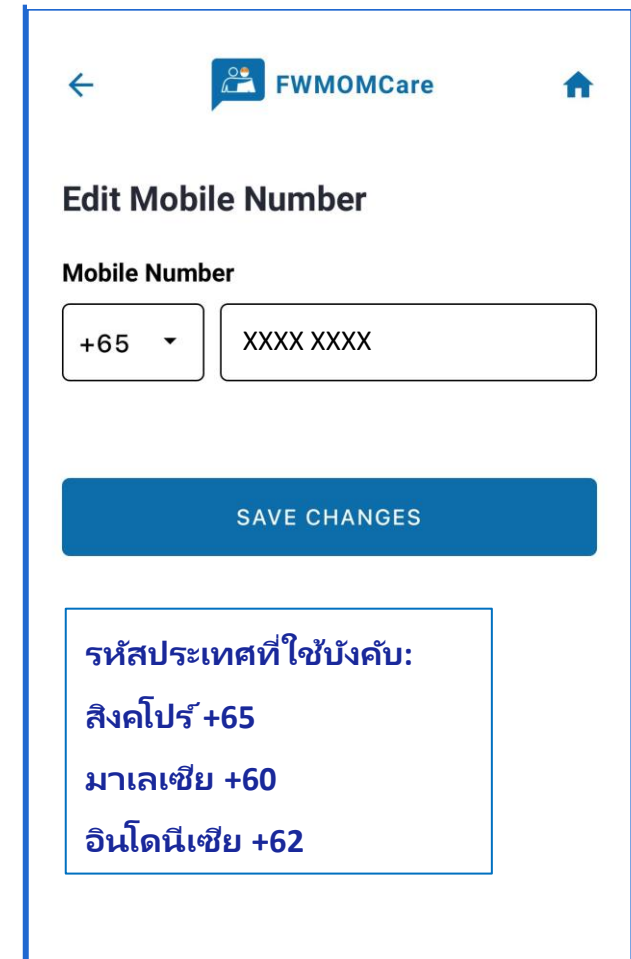 FWMOMCare
Edit Mobile Number
Mobile Number
+65 XXXX XXXX
SAVE CHANGES
รหัสประเทศที่ใช้บังคับ:
สิงคโปร์ +65
มาเลเซีย +60
อินโดนีเซีย +62